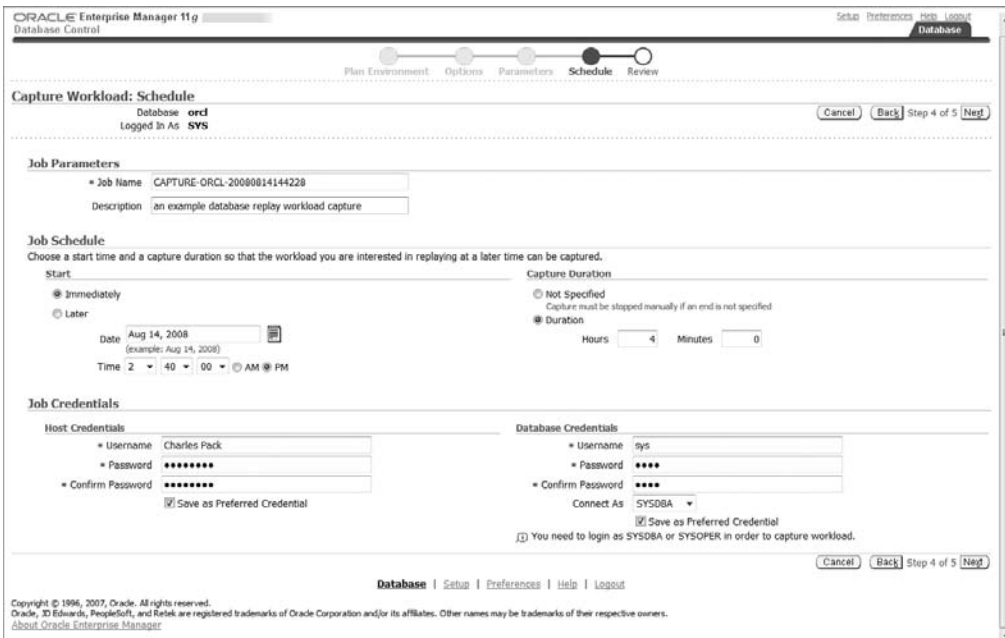 ORACLE Enterprise Manager 11g
Database Control
Setup Preferences Help Logout
Database
Plan Environment Options Parameters Schedule Review
Capture Workload: Schedule
Database orcl
Logged In As SYS
Cancel Back Step 4 of 5 Next
Job Parameters
* Job Name CAPTURE-ORCL-20080814144228
Description an example database replay workload capture
Job Schedule
Choose a start time and a capture duration so that the workload you are interested in replaying at a later time can be captured.
Start
Immediately
Later
Date Aug 14, 2008
(example: Aug 14, 2008)
Time 2 40 00 AM PM
Capture Duration
Not Specified
Capture must be stopped manually if an end is not specified
Duration
Hours 4 Minutes 0
Job Credentials
Host Credentials
* Username Charles Pack
* Password ••••••••
* Confirm Password ••••••••
Save as Preferred Credential
Database Credentials
* Username sys
* Password ••••
* Confirm Password ••••
Connect As SYSDBA
Save as Preferred Credential
You need to login as SYSDBA or SYSOPER in order to capture workload.
Cancel Back Step 4 of 5 Next
Database | Setup | Preferences | Help | Logout
Copyright © 1996, 2007, Oracle. All rights reserved.
Oracle, JD Edwards, PeopleSoft, and Retek are registered trademarks of Oracle Corporation and/or its affiliates. Other names may be trademarks of their respective owners.
About Oracle Enterprise Manager